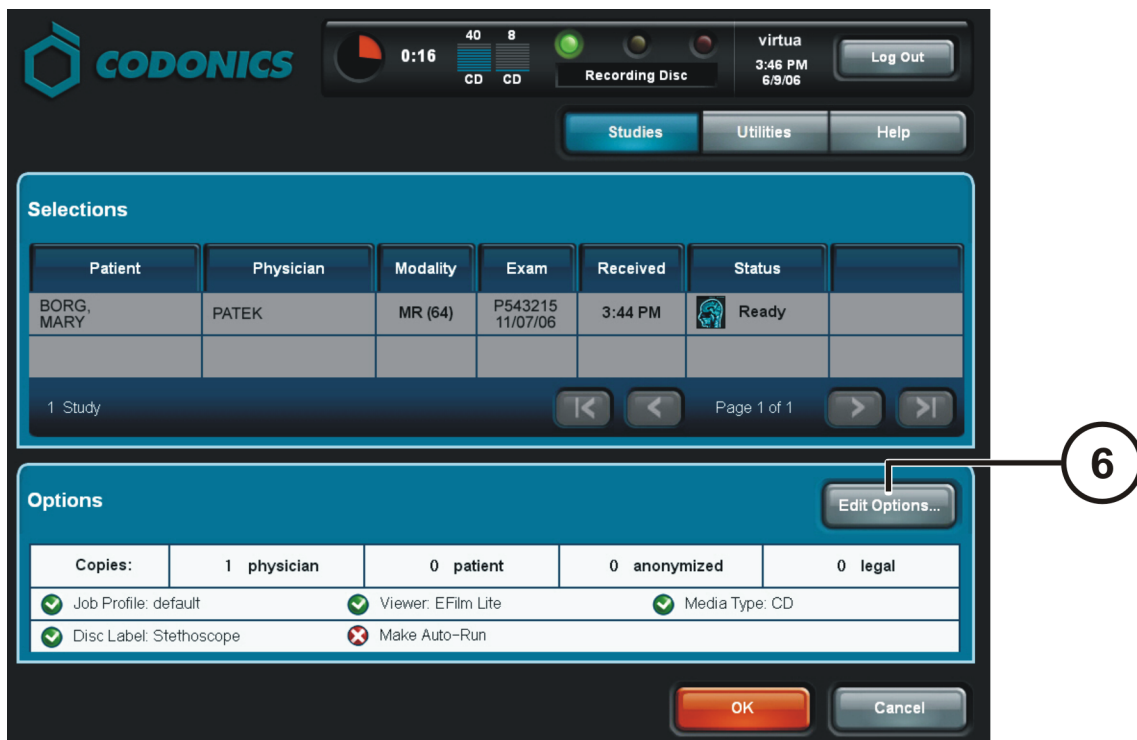 CODONICS
0:16
40 8
CD CD
Recording Disc
virtua
3:46 PM
6/9/06
Log Out
Studies Utilities Help
Selections
Patient Physician Modality Exam Received Status
BORG,
MARY
PATEK
MR (64)
P543215
11/07/06
3:44 PM
Ready
1 Study
Page 1 of 1
6
Options
Edit Options...
Copies: 1 physician 0 patient 0 anonymized 0 legal
Job Profile: default Viewer: EFilm Lite Media Type: CD
Disc Label: Stethoscope Make Auto-Run
OK Cancel